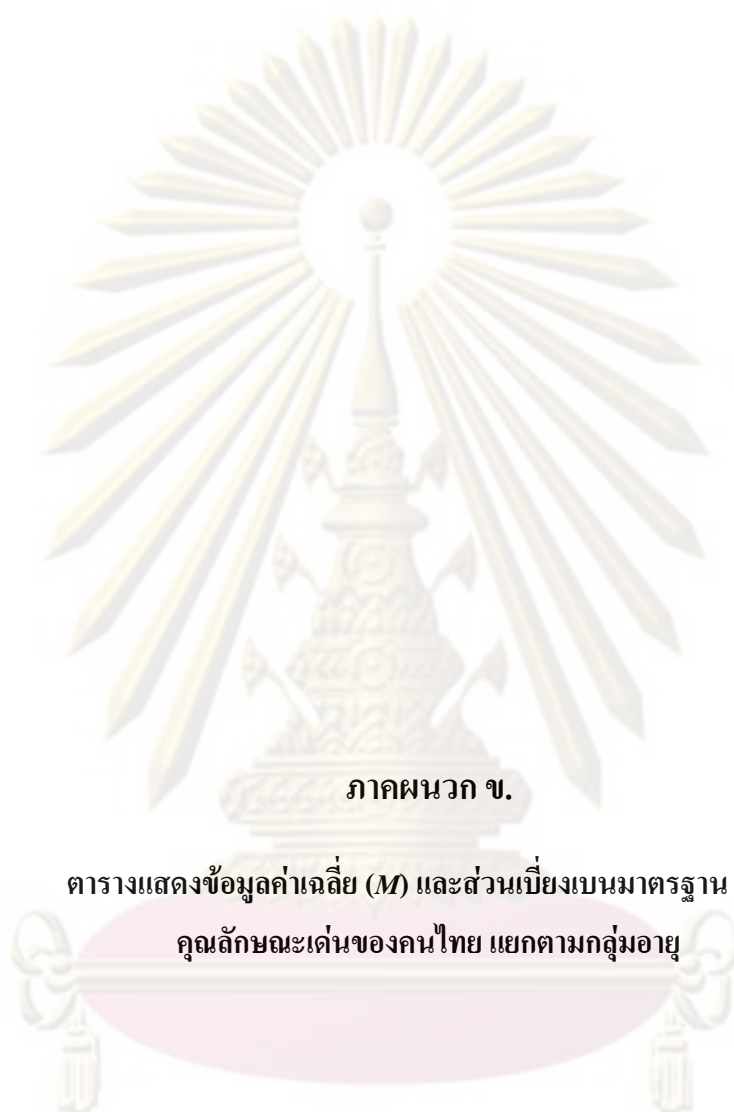 ภาคผนวก ข.
ตารางแสดงข้อมูลค่าเฉลี่ย (M) และส่วนเบี่ยงเบนมาตรฐาน
คุณลักษณะเด่นของคนไทย แยกตามกลุ่มอายุ